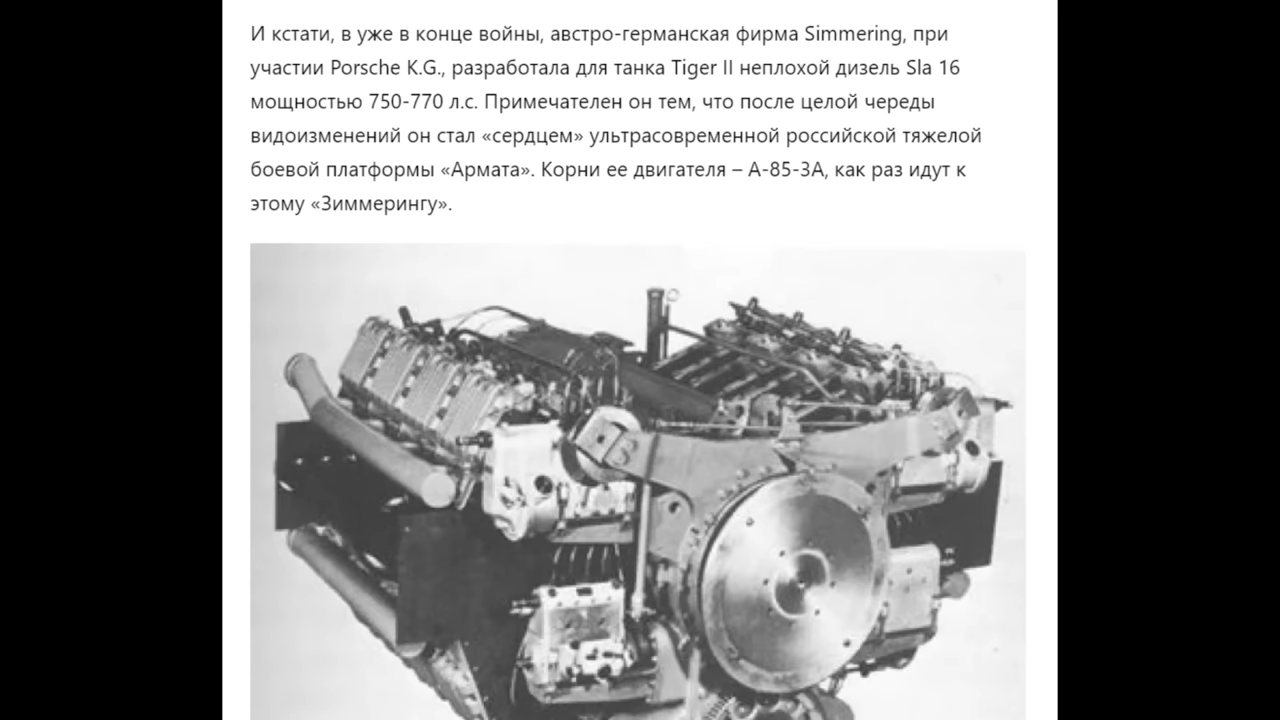 И кстати, в уже в конце войны, австро-германская фирма Simmering, при
участии Porsche K.G., разработала для танка Tiger II неплохой дизель Sla 16
мощностью 750-770 л.с. Примечателен он тем, что после целой череды
видоизменений он стал «сердцем» ультрасовременной российской тяжелой
боевой платформы «Армата». Корни ее двигателя – А-85-3А, как раз идут к
этому «Зиммерингу».